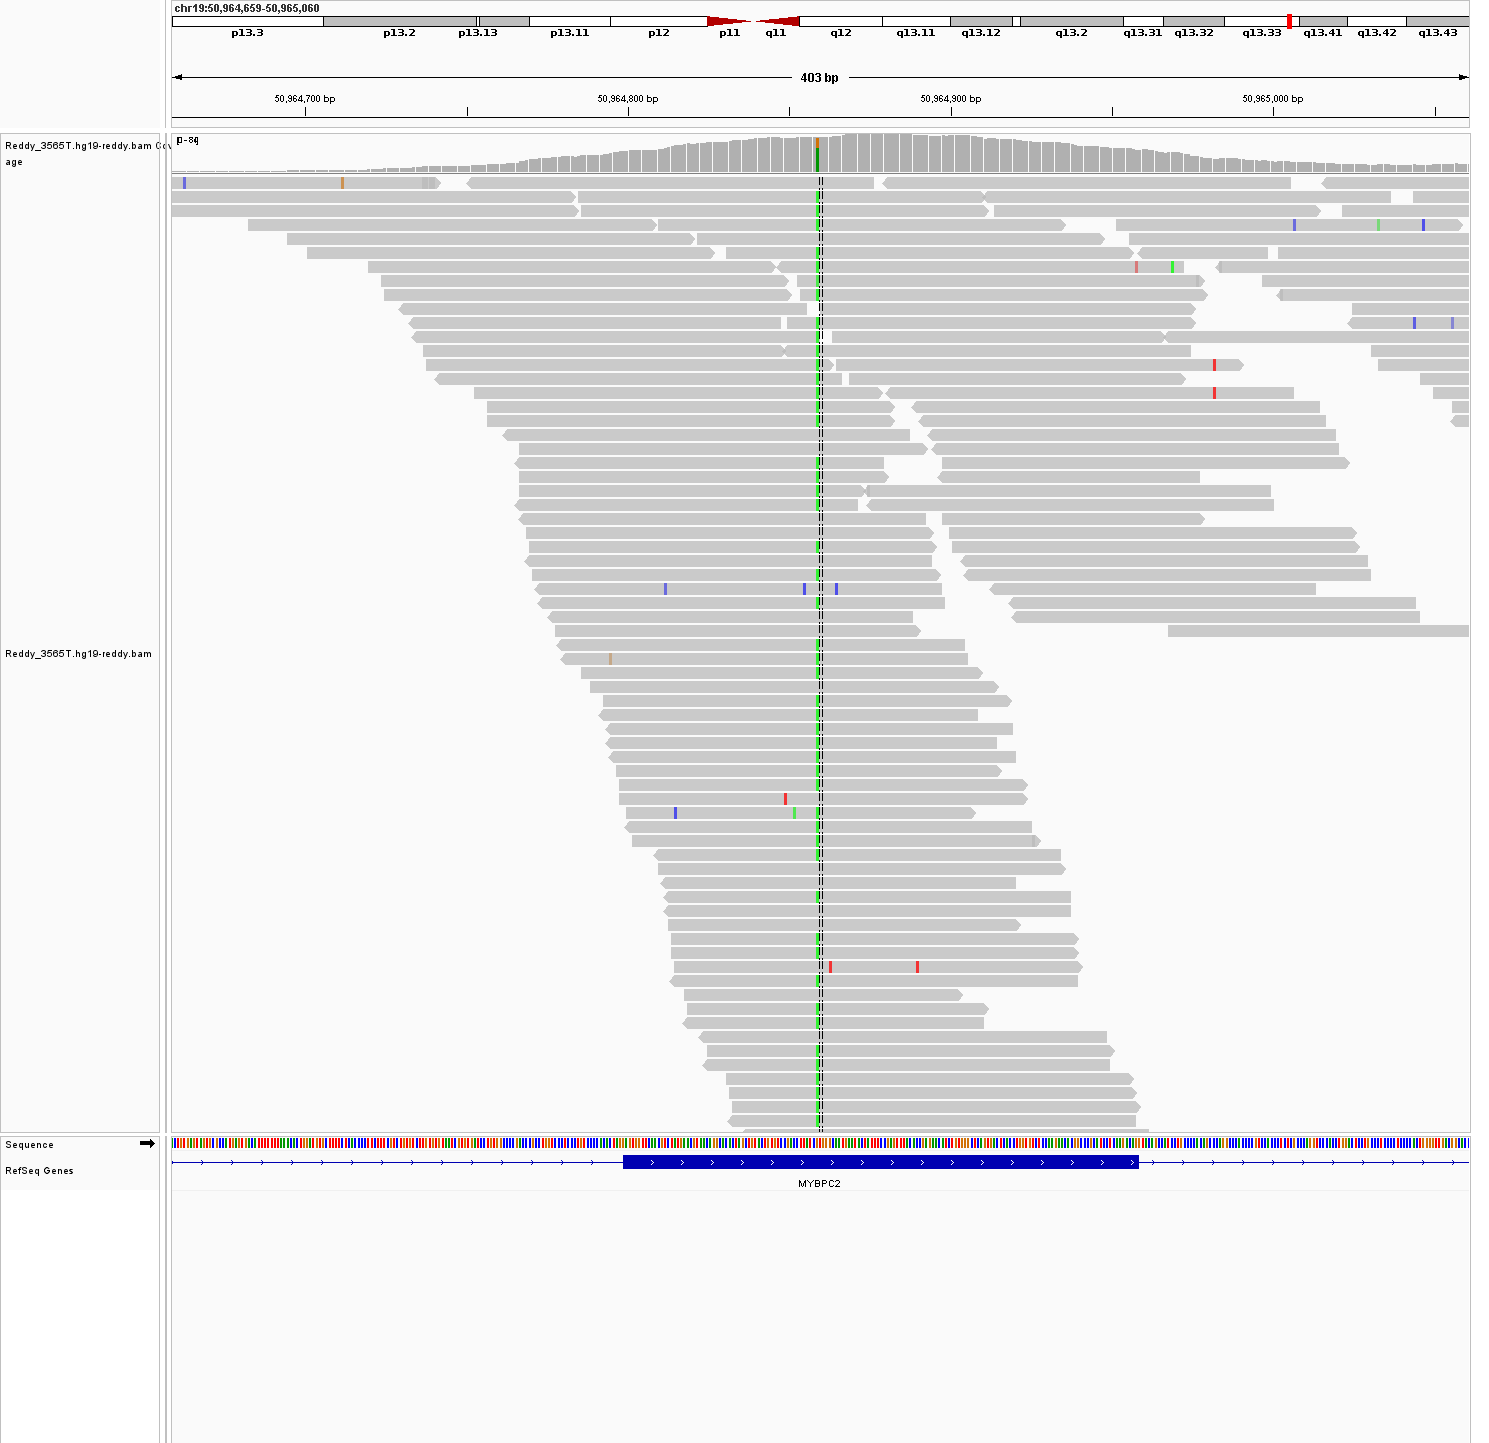 chr19:50,964,659-50,965,060
p13.3 p13.2 p13.13 p13.11 p12 p11 q11 q12 q13.11 q13.12 q13.2 q13.31 q13.32 q13.33 q13.41 q13.42 q13.43
403 bp
50,964,700 bp 50,964,800 bp 50,964,900 bp 50,965,000 bp
Reddy_3565T.hg19-reddy.bam Cov
age
Reddy_3565T.hg19-reddy.bam
Sequence
RefSeq Genes
MYBPC2